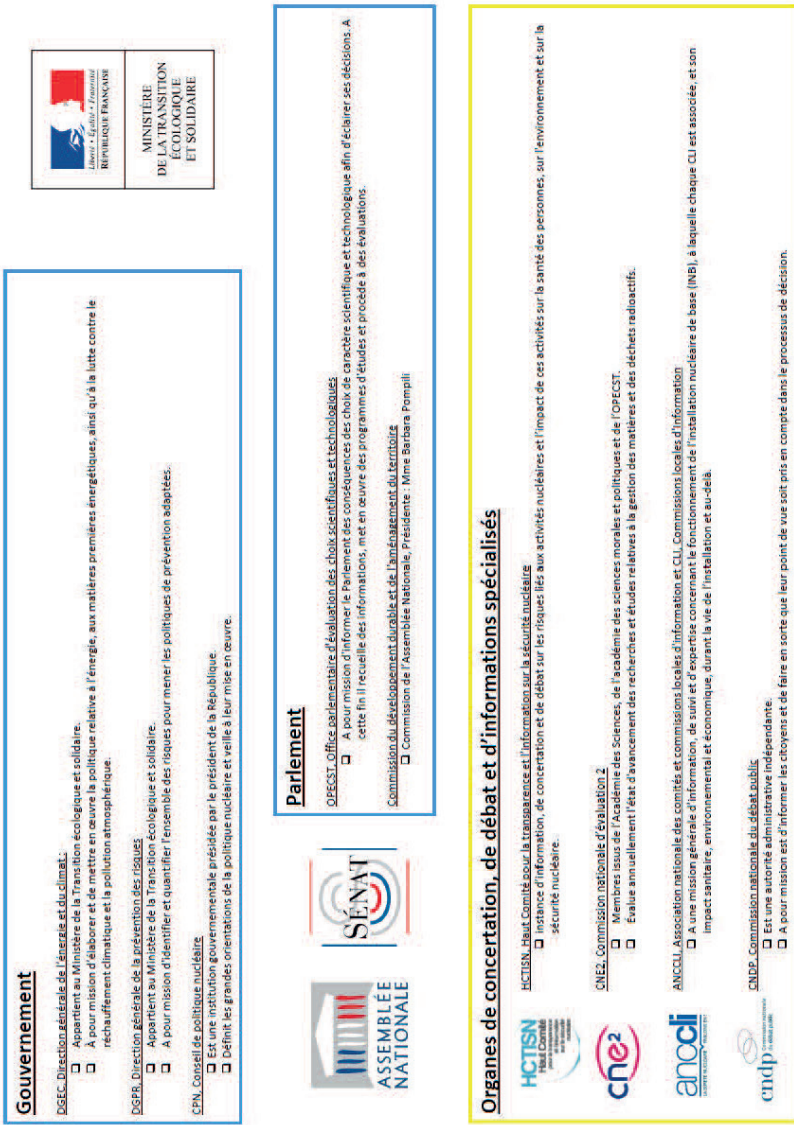 Gouvernement
DGEC, Direction générale de l'énergie et du climat :
❑ Appartient au Ministère de la Transition écologique et solidaire.
❑ À pour mission d'élaborer et de mettre en œuvre la politique relative à l'énergie, aux matières premières énergétiques, ainsi qu'à la lutte contre le
réchauffement climatique et la pollution atmosphérique.
DGPR, Direction générale de la prévention des risques
❑ Appartient au Ministère de la Transition écologique et solidaire.
❑ A pour mission d'identifier et quantifier l'ensemble des risques pour mener les politiques de prévention adaptées.
CPN, Conseil de politique nucléaire
❑ Est une institution gouvernementale présidée par le président de la République.
❑ Définit les grandes orientations de la politique nucléaire et veille à leur mise en œuvre.
Liberté • Égalité • Fraternité
RÉPUBLIQUE FRANÇAISE
MINISTÈRE
DE LA TRANSITION
ÉCOLOGIQUE
ET SOLIDAIRE
ASSEMBLÉE
NATIONALE
SÉNAT
Parlement
OPECST, Office parlementaire d'évaluation des choix scientifiques et technologiques
❑ A pour mission d'informer le Parlement des conséquences des choix de caractère scientifique et technologique afin d'éclairer ses décisions. A
cette fin il recueille des informations, met en œuvre des programmes d'études et procède à des évaluations.
Commission du développement durable et de l'aménagement du territoire
❑ Commission de l'Assemblée Nationale, Présidente : Mme Barbara Pompili
Organes de concertation, de débat et d'informations spécialisés
HCTISN
Haut Comité
pour la transparence
et l'information
sur la sécurité
nucléaire
HCTISN, Haut Comité pour la transparence et l'information sur la sécurité nucléaire
❑ instance d'information, de concertation et de débat sur les risques liés aux activités nucléaires et l'impact de ces activités sur la santé des personnes, sur l'environnement et sur la
sécurité nucléaire.
cne2
CNE2, Commission nationale d'évaluation 2
❑ Membres issus de l'Académie des Sciences, de l'académie des sciences morales et politiques et de l'OPECST.
❑ Évalue annuellement l'état d'avancement des recherches et études relatives à la gestion des matières et des déchets radioactifs.
anccli
ANCCLI, Association nationale des comités et commissions locales d'information et CLI, Commissions locales d'Information
❑ A une mission générale d'information, de suivi et d'expertise concernant le fonctionnement de l'installation nucléaire de base (INB), à laquelle chaque CLI est associée, et son
impact sanitaire, environnemental et économique, durant la vie de l'installation et au-delà.
cndp Commission nationale
du débat public
CNDP, Commission nationale du débat public
❑ Est une autorité administrative indépendante.
❑ A pour mission est d'informer les citoyens et de faire en sorte que leur point de vue soit pris en compte dans le processus de décision.